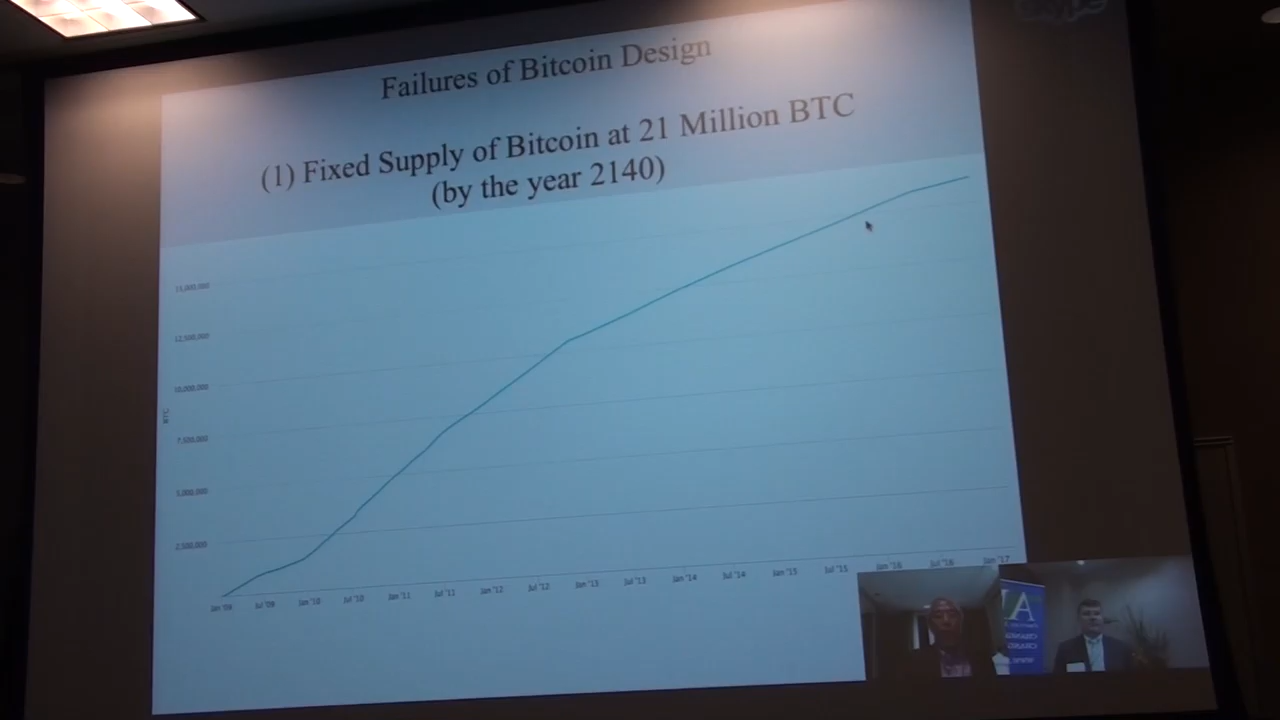 Failures of Bitcoin Design
(1) Fixed Supply of Bitcoin at 21 Million BTC
(by the year 2140)
12,500,000
10,000,000
7,500,000
5,000,000
2,500,000
BTC
Jan '09
Jul '09
Jan '10
Jul '10
Jan '11
Jul '11
Jan '12
Jul '12
Jan '13
Jul '13
Jan '14
Jul '14
Jan '15
Jul '15
Jan '16
Jul '16
Jan '17